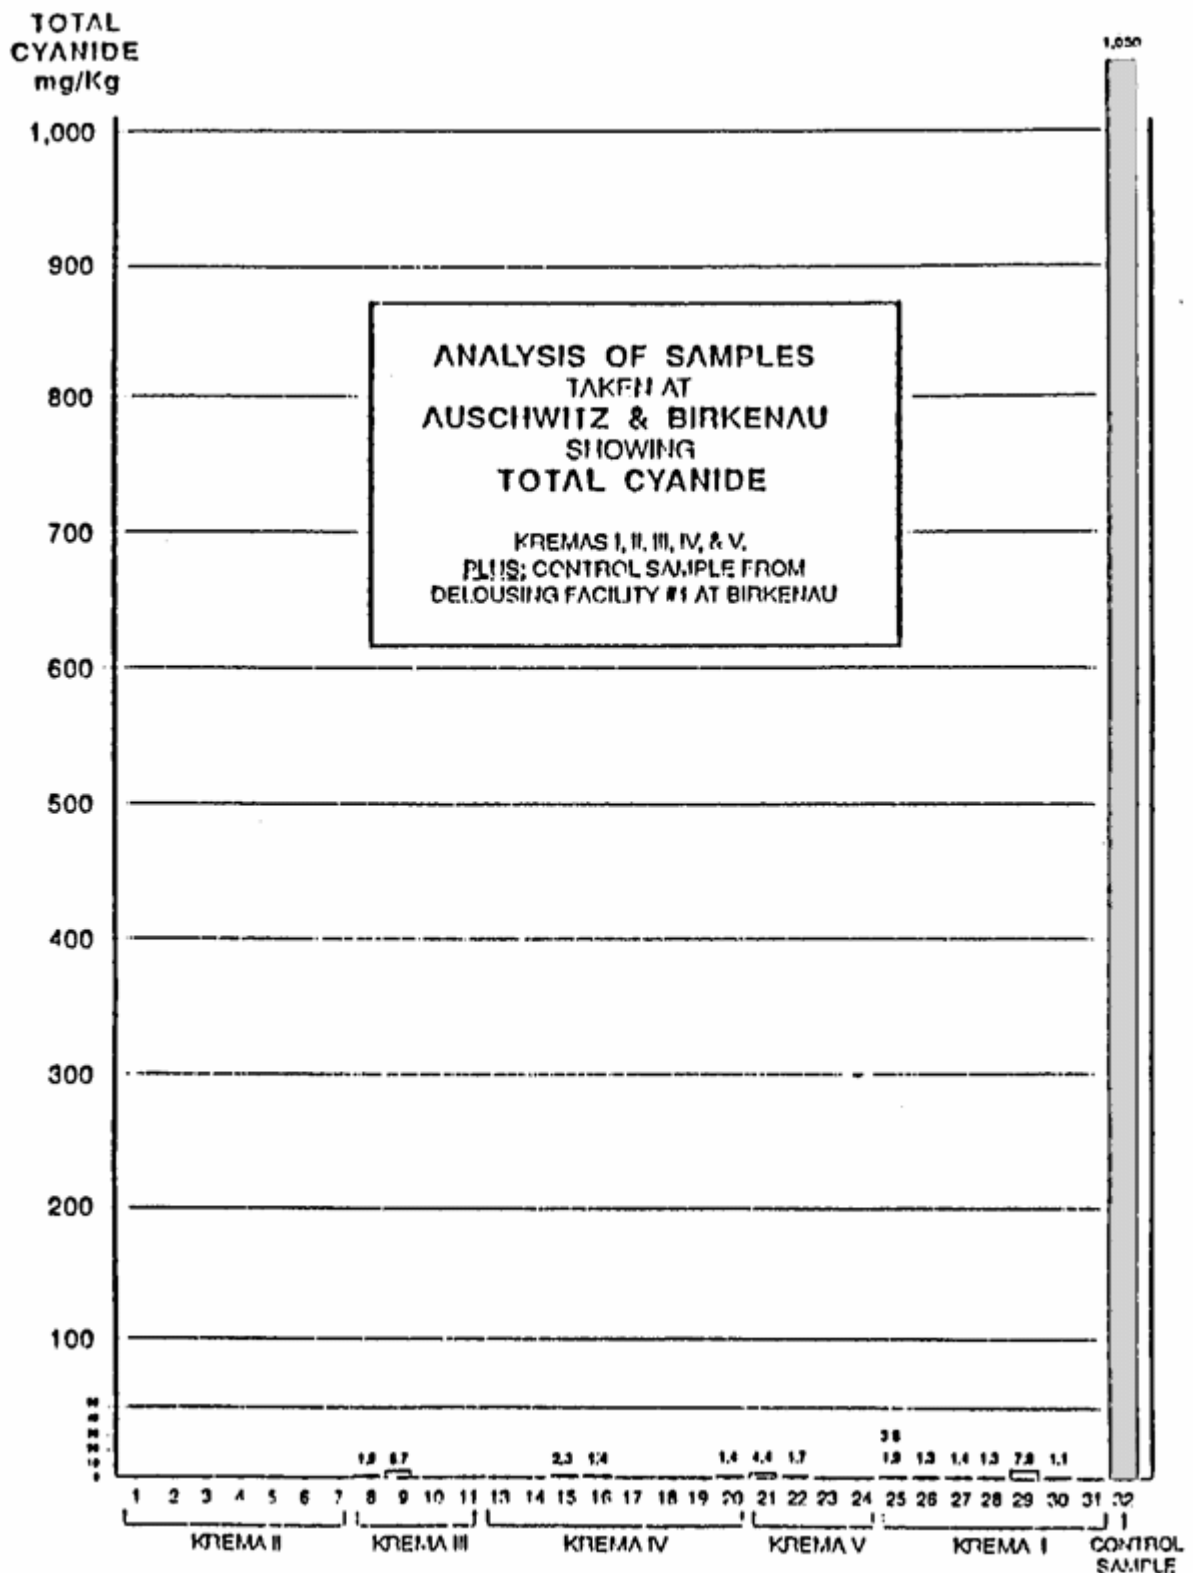 TOTAL
CYANIDE
mg/Kg
1,050
1,000
900
800
700
600
500
400
300
200
100
ANALYSIS OF SAMPLES
TAKEN AT
AUSCHWITZ & BIRKENAU
SHOWING
TOTAL CYANIDE
KREMAS I, II, III, IV, & V.
PLUS: CONTROL SAMPLE FROM
DELOUSING FACILITY #1 AT BIRKENAU
3.8
1.9 6.7 2.3 1.4 1.4 4.4 1.7 1.9 1.3 1.4 1.3 7.9 1.1
1 2 3 4 5 6 7 8 9 10 11 13 14 15 16 17 18 19 20 21 22 23 24 25 26 27 28 29 30 31 32
KREMA II KREMA III KREMA IV KREMA V KREMA I CONTROL
SAMPLE